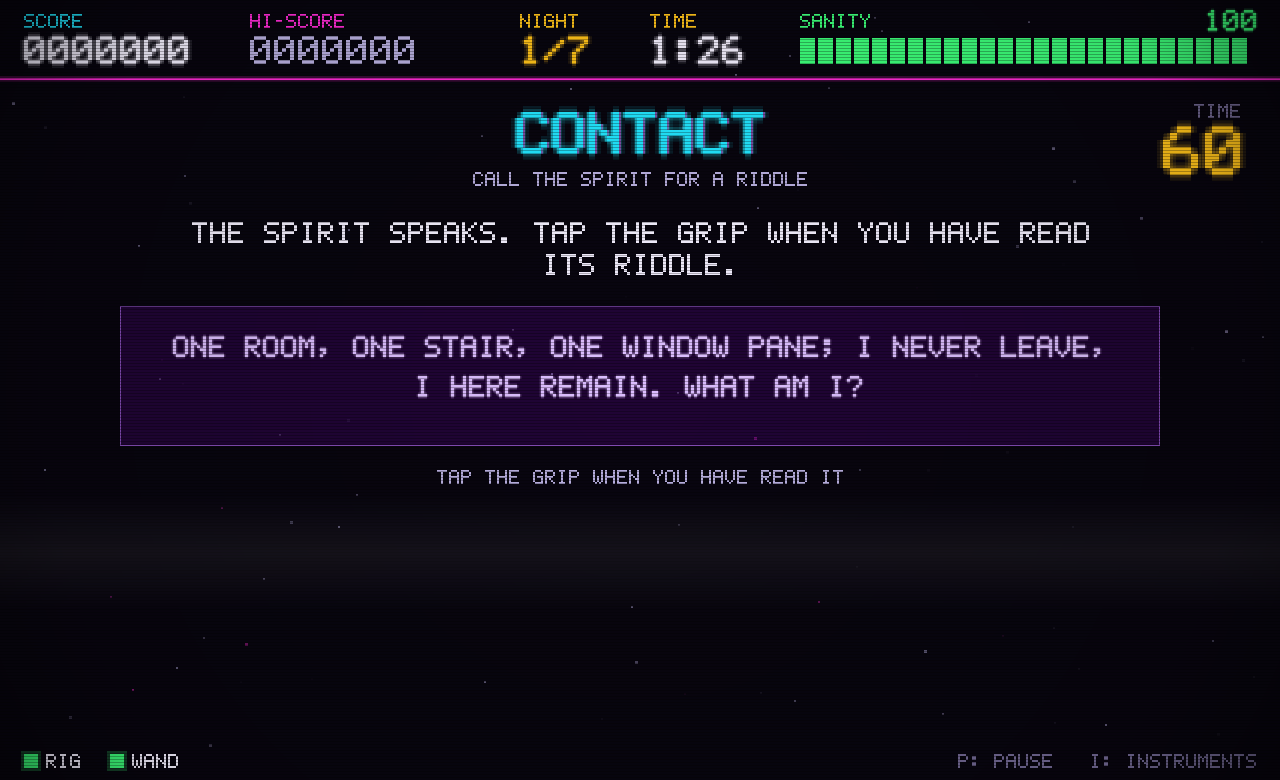 SCORE HI-SCORE NIGHT TIME SANITY 100
0000000 0000000 1/7 1:26
CONTACT
TIME
60
CALL THE SPIRIT FOR A RIDDLE
THE SPIRIT SPEAKS. TAP THE GRIP WHEN YOU HAVE READ
ITS RIDDLE.
ONE ROOM, ONE STAIR, ONE WINDOW PANE; I NEVER LEAVE,
I HERE REMAIN. WHAT AM I?
TAP THE GRIP WHEN YOU HAVE READ IT
RIG WAND P: PAUSE I: INSTRUMENTS